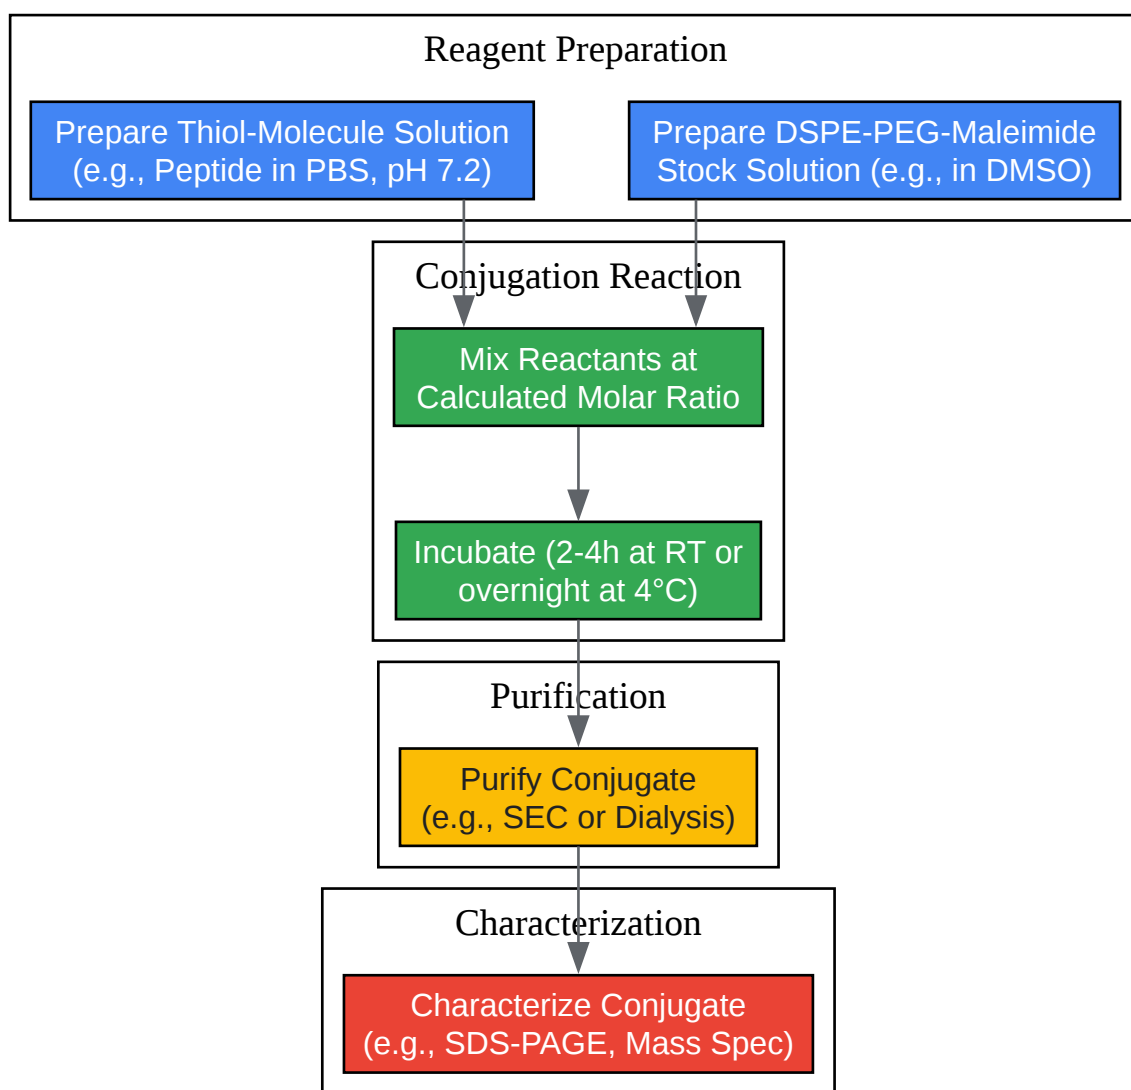 Reagent Preparation
Prepare Thiol-Molecule Solution
(e.g., Peptide in PBS, pH 7.2)
Prepare DSPE-PEG-Maleimide
Stock Solution (e.g., in DMSO)
Conjugation Reaction
Mix Reactants at
Calculated Molar Ratio
Incubate (2-4h at RT or
overnight at 4°C)
Purification
Purify Conjugate
(e.g., SEC or Dialysis)
Characterization
Characterize Conjugate
(e.g., SDS-PAGE, Mass Spec)